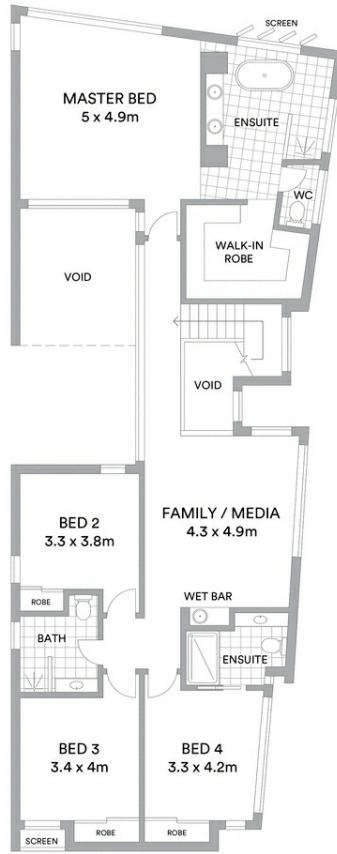 SCREEN
MASTER BED
5 x 4.9m
ENSUITE
WC
WALK-IN
ROBE
VOID
VOID
BED 2
3.3 x 3.8m
FAMILY / MEDIA
4.3 x 4.9m
ROBE
WET BAR
BATH
ENSUITE
BED 3
3.4 x 4m
BED 4
3.3 x 4.2m
ROBE
ROBE
SCREEN